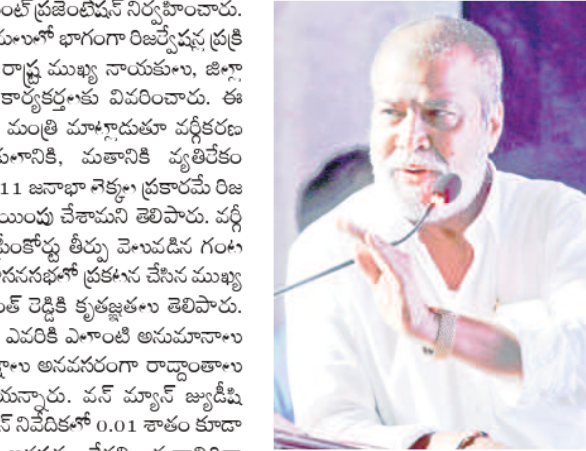 ంట్ ప్రజెంటేషన్ నిర్వహించారు.
లులో భాగంగా రిజర్వేషన్ల ప్రక్రి
రాష్ట్ర ముఖ్య నాయకులు, జిల్లా
కార్యకర్తలకు వివరించారు. ఈ
మంత్రి మాట్లాడుతూ వర్గీకరణ
కులానికి, మతానికి వ్యతిరేకం
11 జనాభా లెక్కల ప్రకారమే రిజ
యింపు చేశామని తెలిపారు. వర్గీ
ప్రీంకోర్టు తీర్పు వెలువడిన గంట
సనసభలో ప్రకటన చేసిన ముఖ్య
ంత్ రెడ్డికి కృతజ్ఞతలు తెలిపారు.
ఎవరికి ఎలాంటి అనుమానాలు
్షాలు అనవసరంగా రాద్దాంతాలు
యన్నారు. వన్ మ్యాన్ జ్యుడీషి
న్ నివేదికలో 0.01 శాతం కూడా